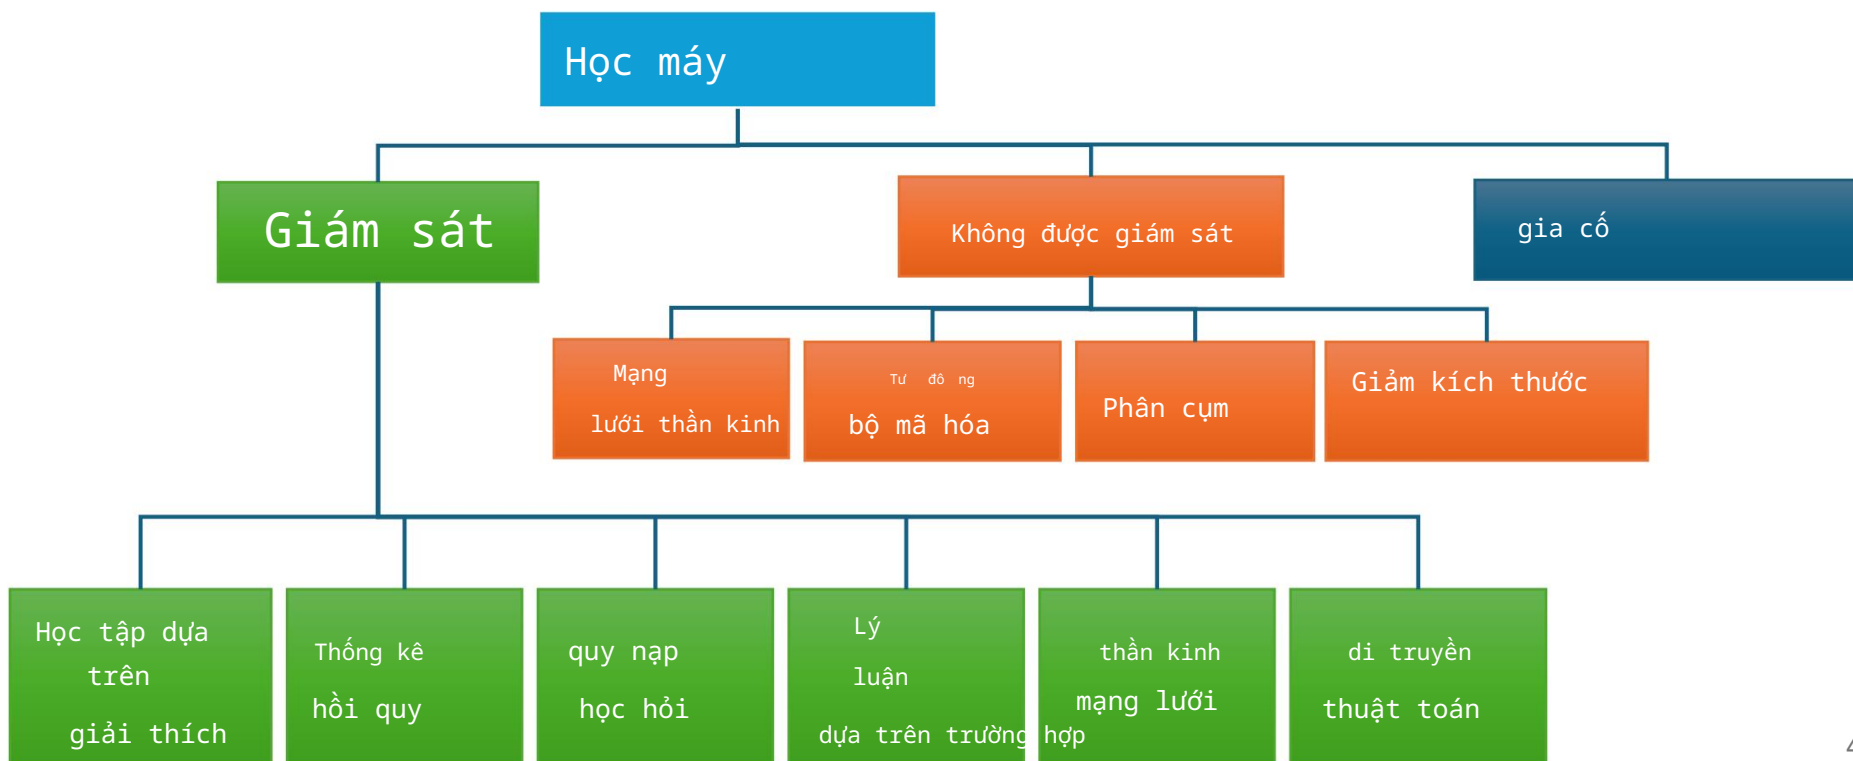 Học máy
Giám sát
Không được giám sát
gia cố
Mạng
lưới thần kinh
Tư đô ng
bộ mã hóa
Phân cụm
Giảm kích thước
Học tập dựa
trên
giải thích
Thống kê
hồi quy
quy nạp
học hỏi
Lý
luận
dựa trên trường hợp
thần kinh
mạng lưới
di truyền
thuật toán